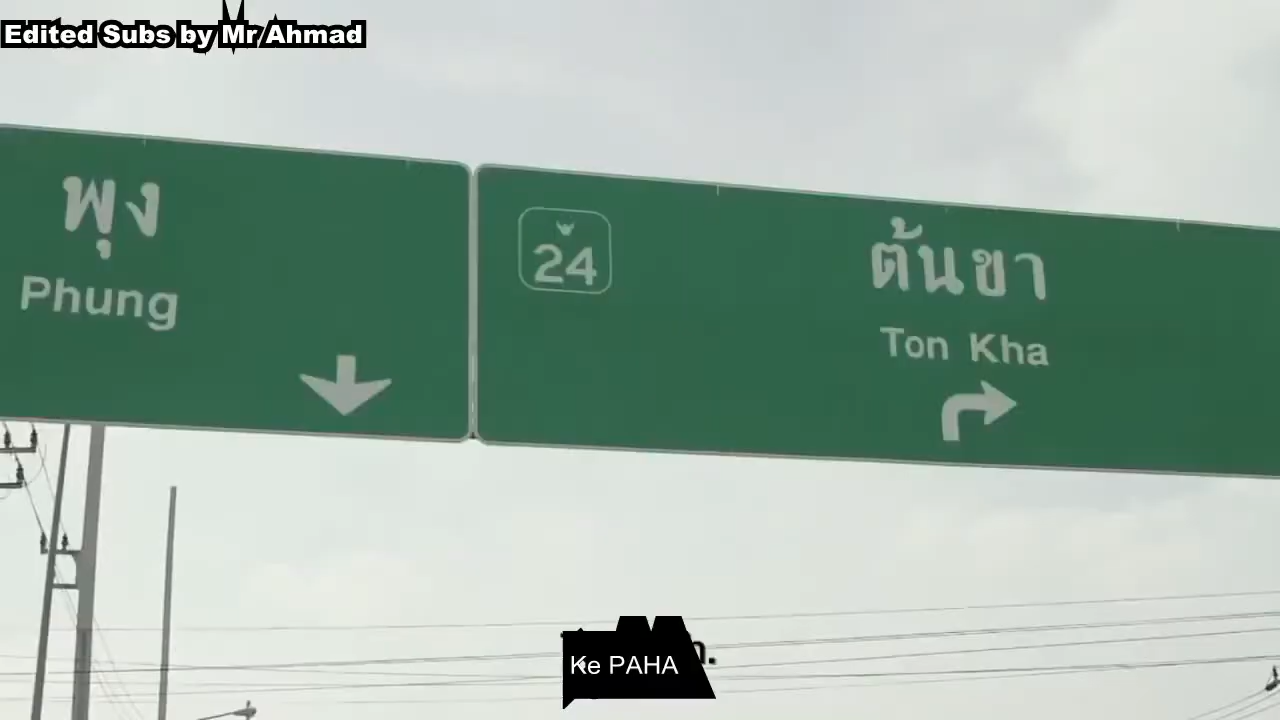 Edited Subs by Mr Ahmad
พุง
Phung
24
ต้นขา
Ton Kha
Ke PAHA